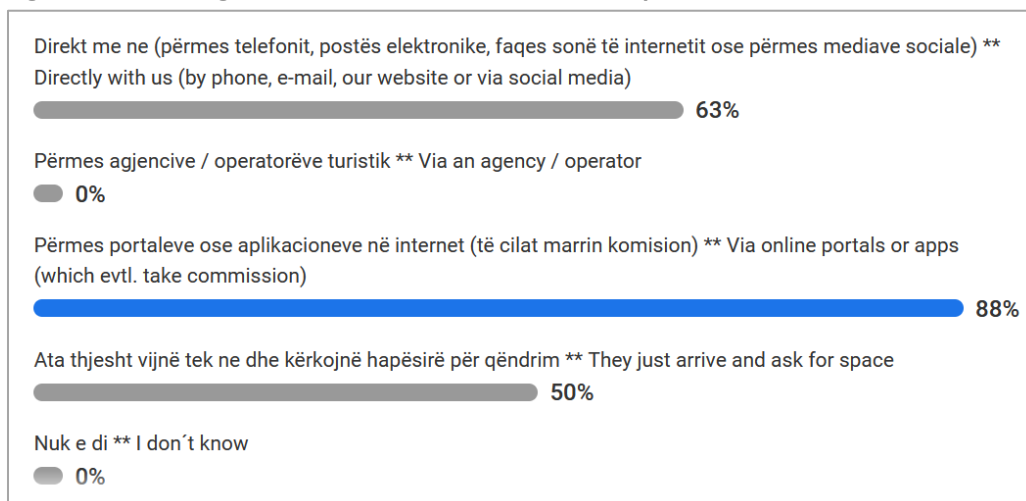 Direkt me ne (përmes telefonit, postës elektronike, faqes sonë të internetit ose përmes mediave sociale) **
Directly with us (by phone, e-mail, our website or via social media)
63%
Përmes agjencive / operatorëve turistik ** Via an agency / operator
0%
Përmes portaleve ose aplikacioneve në internet (të cilat marrin komision) ** Via online portals or apps
(which evtl. take commission)
88%
Ata thjesht vijnë tek ne dhe kërkojnë hapësirë për qëndrim ** They just arrive and ask for space
50%
Nuk e di ** I don´t know
0%